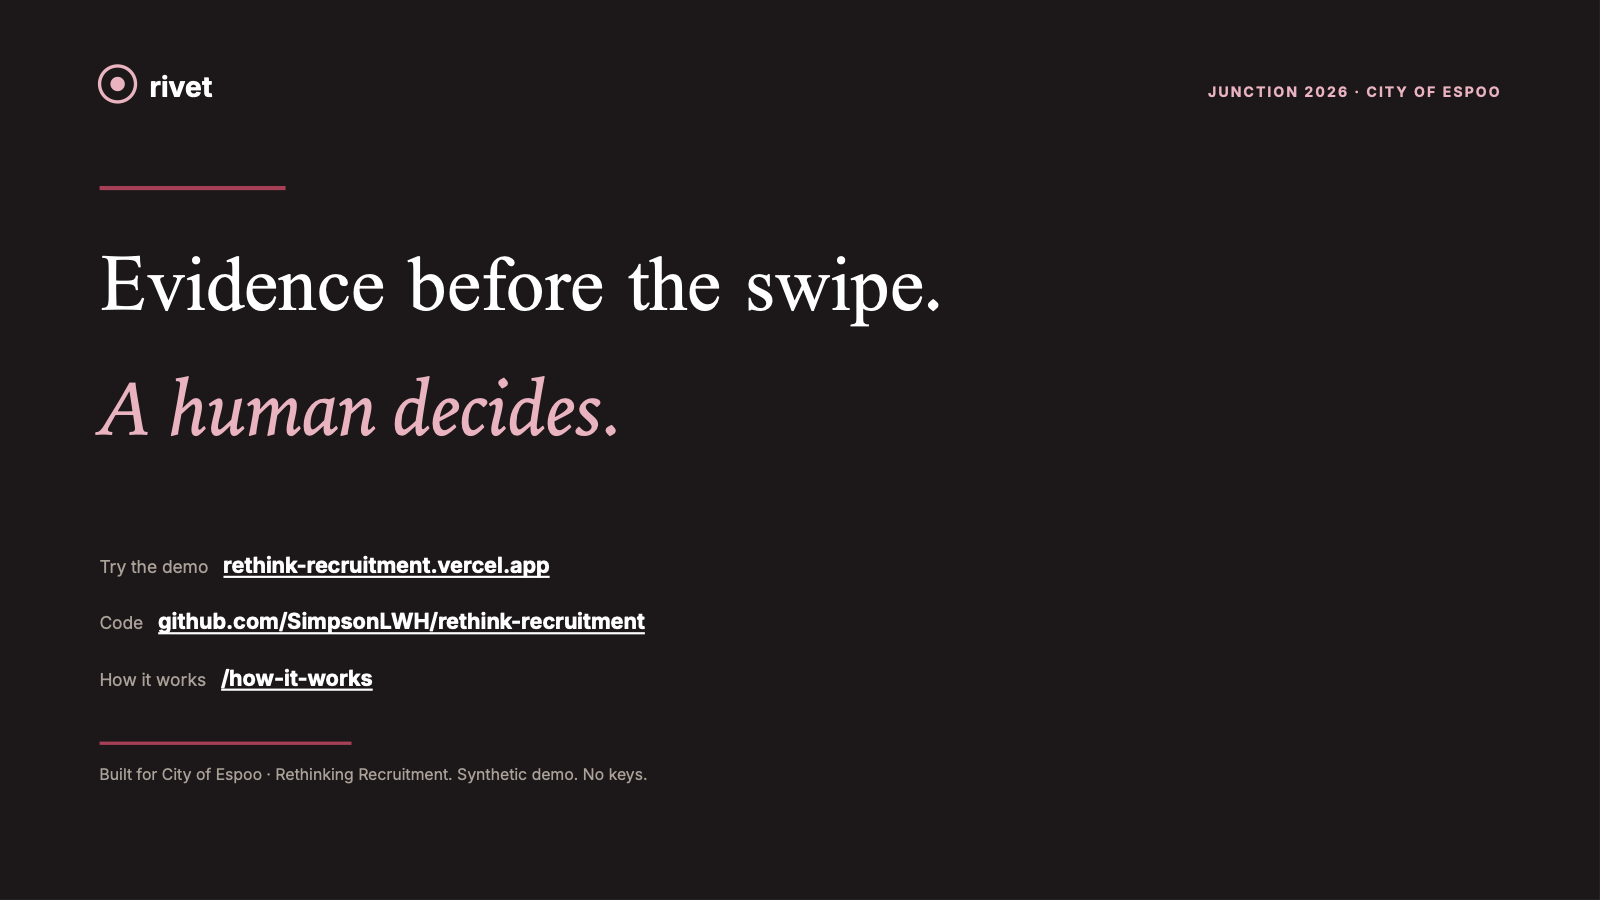 rivet
JUNCTION 2026 · CITY OF ESPOO
Evidence before the swipe.
A human decides.
Try the demo rethink-recruitment.vercel.app
Code github.com/SimpsonLWH/rethink-recruitment
How it works /how-it-works
Built for City of Espoo · Rethinking Recruitment. Synthetic demo. No keys.